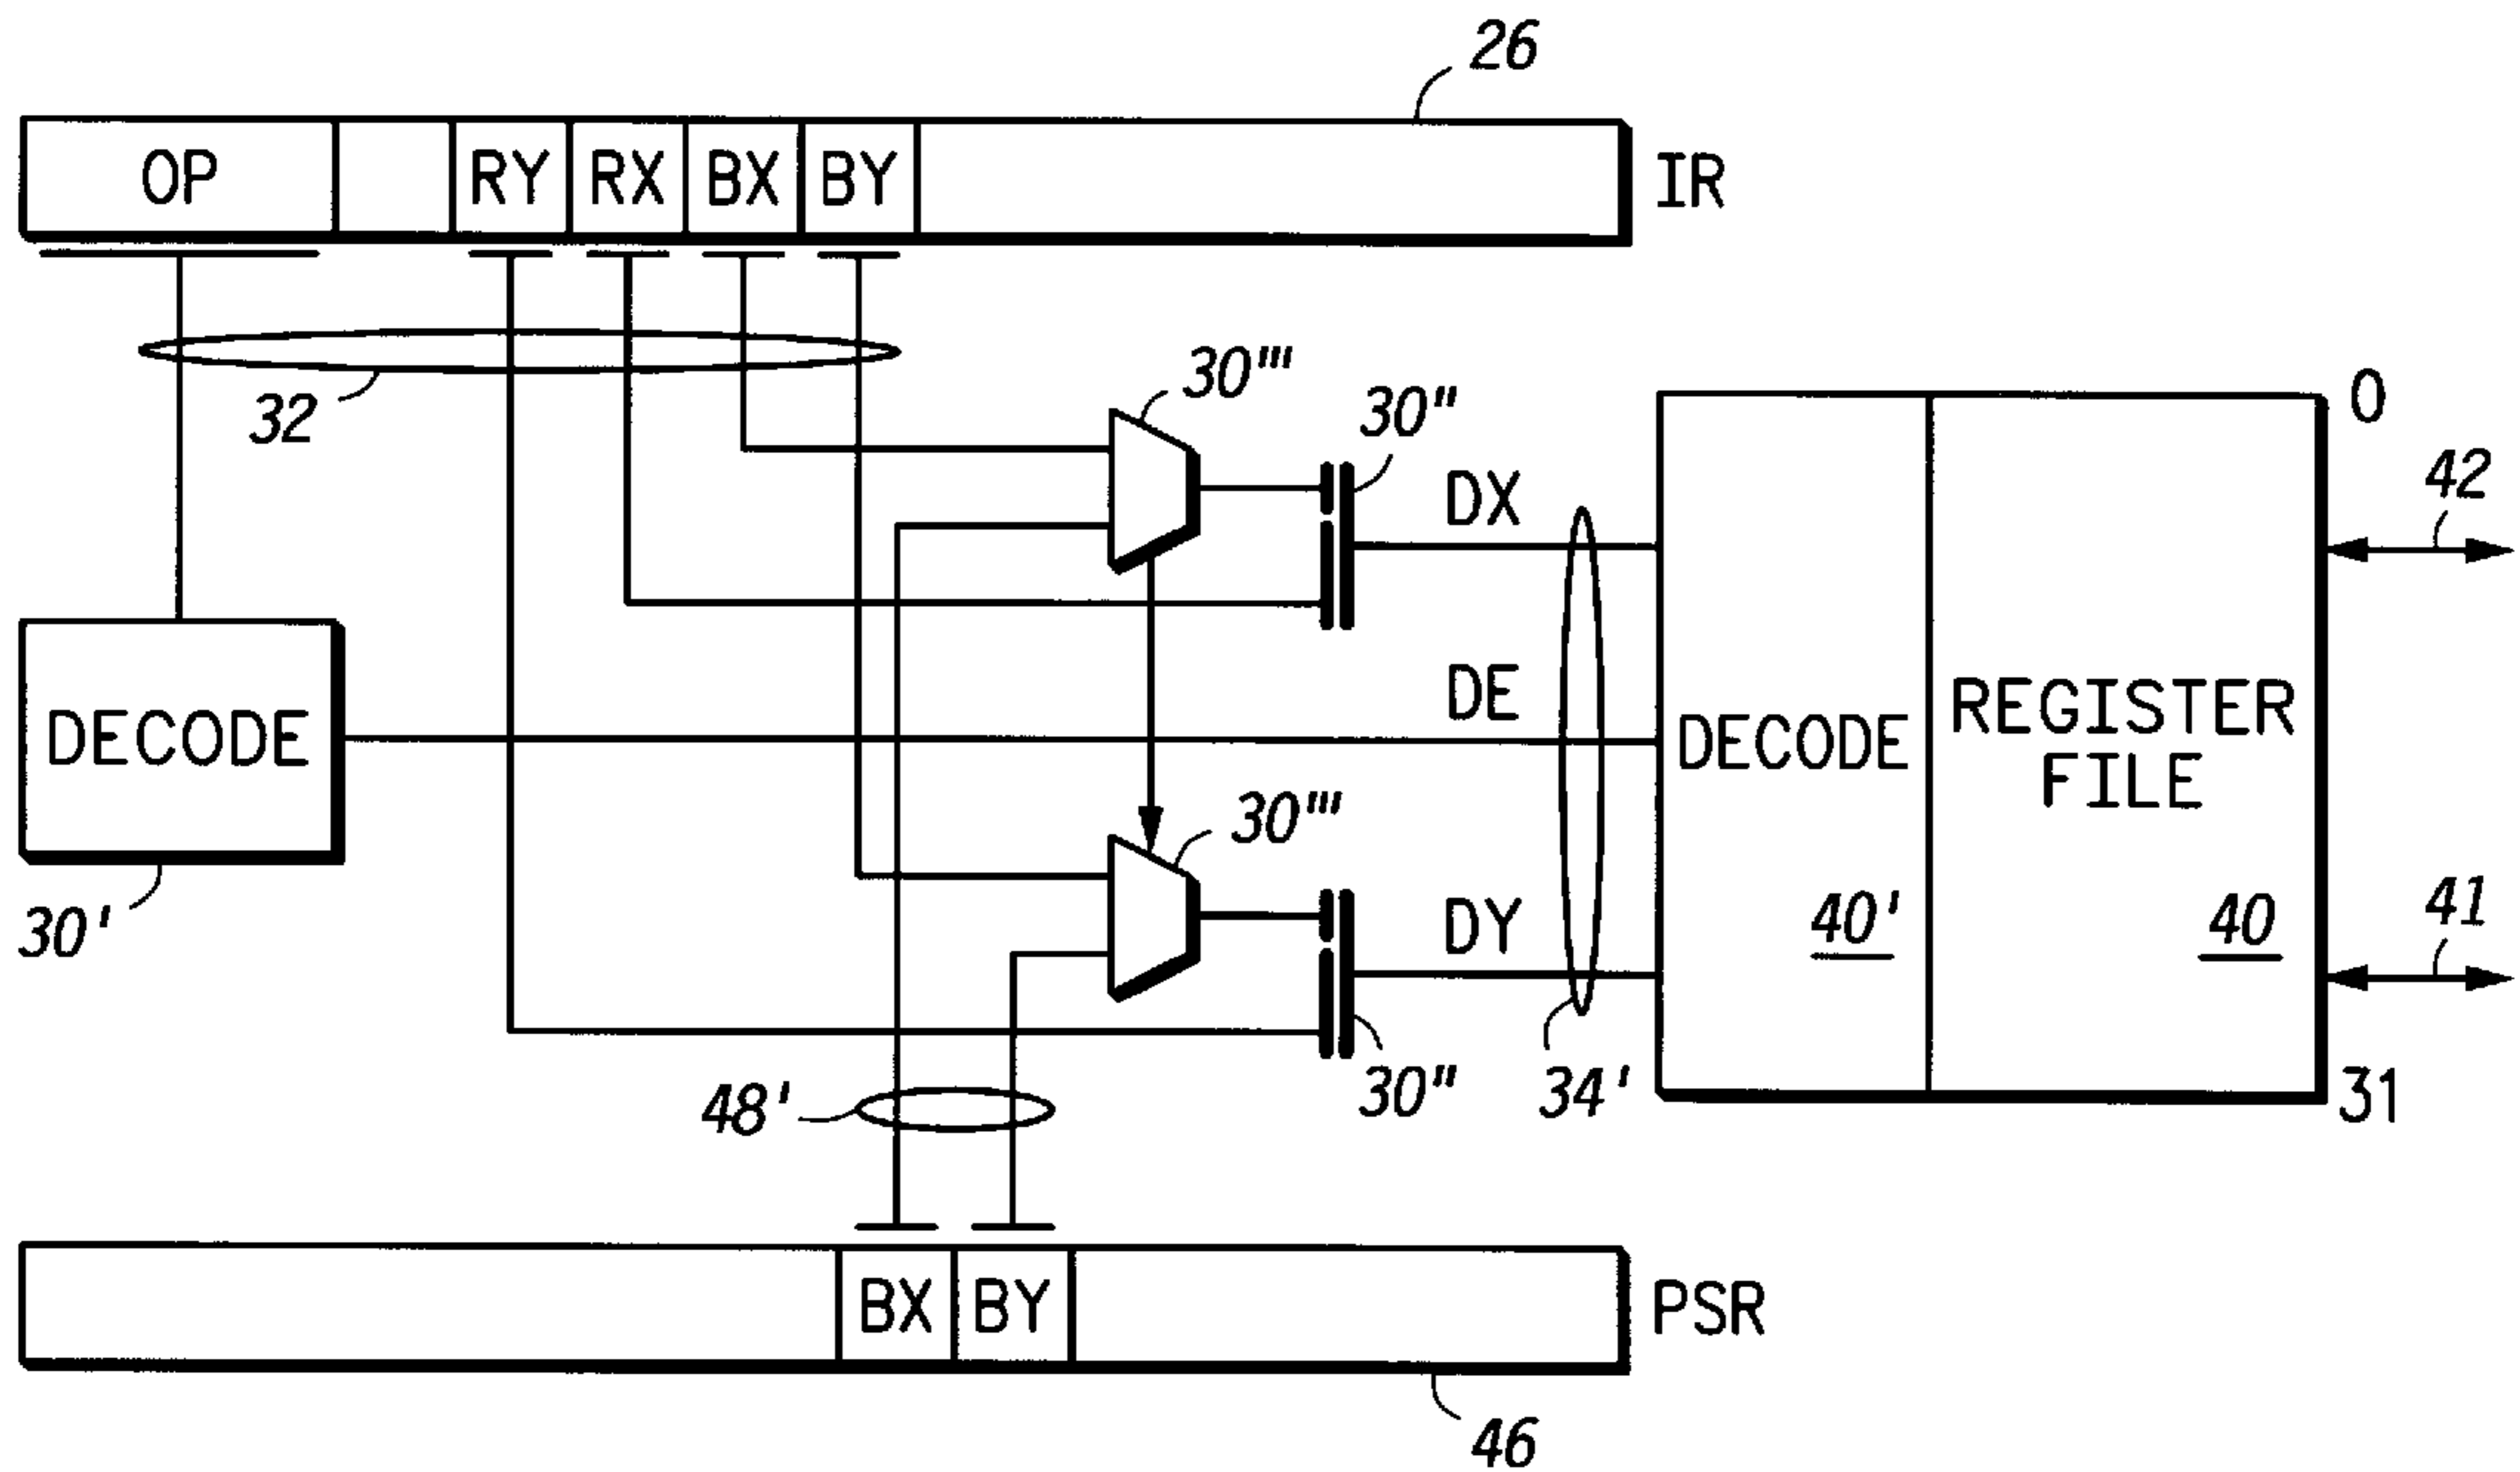 26
OP RY RX BX BY IR
32
30'''
30"
0
DX
42
DE
DECODE
DECODE
REGISTER
FILE
30'
30'''
DY
40'
40
41
48'
30"
34'
31
BX BY PSR
46